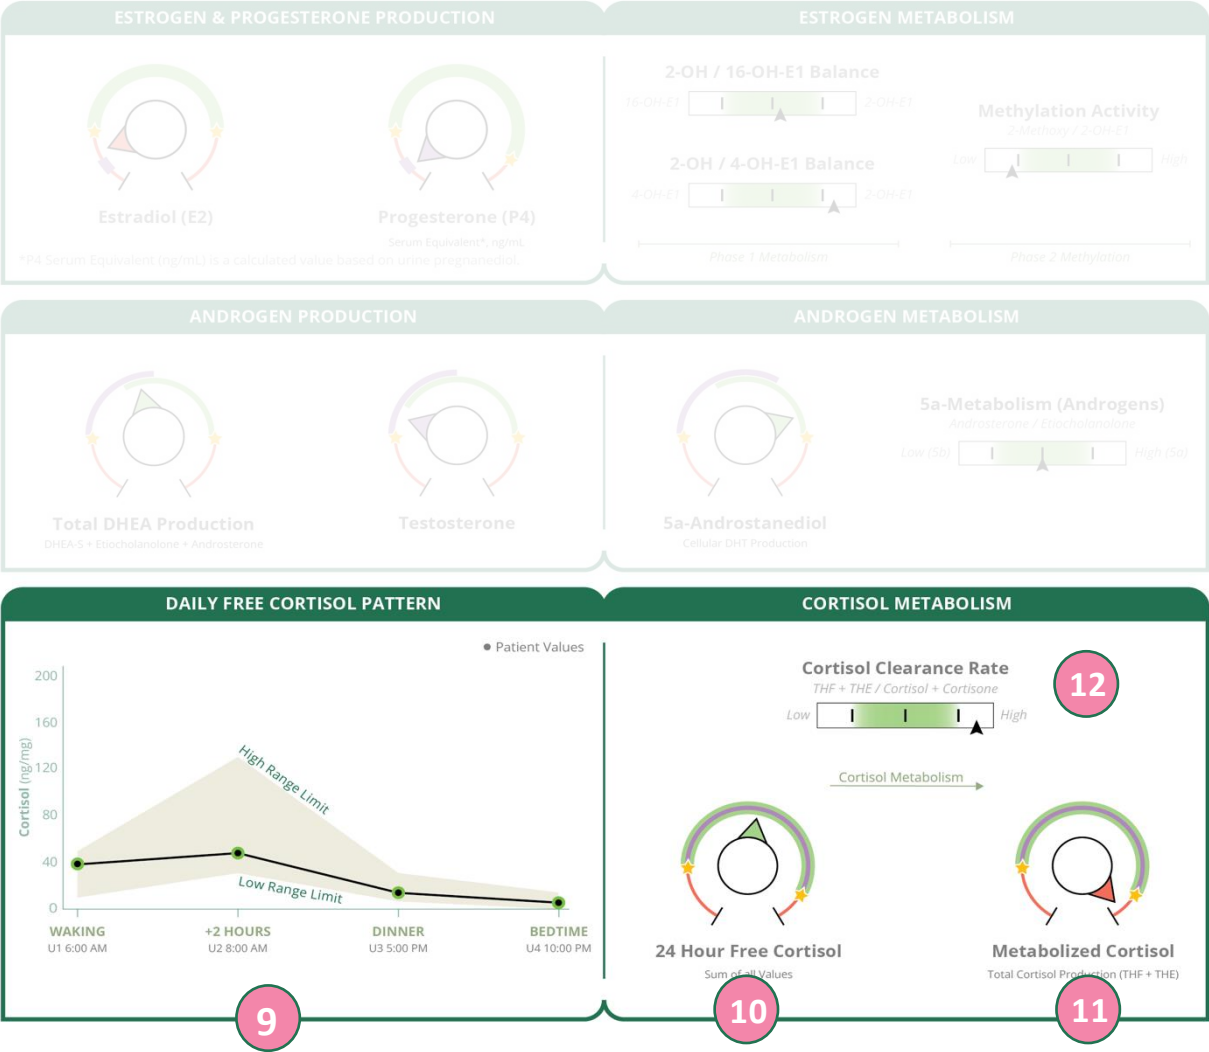 ESTROGEN & PROGESTERONE PRODUCTION
ESTROGEN METABOLISM
2-OH / 16-OH-E1 Balance
16-OH-E1
2-OH-E1
Methylation Activity
2-Methoxy / 2-OH-E1
Low
High
2-OH / 4-OH-E1 Balance
4-OH-E1
2-OH-E1
Estradiol (E2)
Progesterone (P4)
Serum Equivalent*, ng/mL
*P4 Serum Equivalent (ng/mL) is a calculated value based on urine pregnanediol.
Phase 1 Metabolism
Phase 2 Methylation
ANDROGEN PRODUCTION
ANDROGEN METABOLISM
5a-Metabolism (Androgens)
Androsterone / Etiocholanolone
Low (5b)
High (5a)
Total DHEA Production
DHEA-S + Etiocholanolone + Androsterone
Testosterone
5a-Androstanediol
Cellular DHT Production
DAILY FREE CORTISOL PATTERN
Patient Values
200
160
120
80
40
0
Cortisol (ng/mg)
High Range Limit
Low Range Limit
WAKING
U1 6:00 AM
+2 HOURS
U2 8:00 AM
DINNER
U3 5:00 PM
BEDTIME
U4 10:00 PM
9
CORTISOL METABOLISM
Cortisol Clearance Rate
THF + THE / Cortisol + Cortisone
Low
High
12
Cortisol Metabolism
24 Hour Free Cortisol
Sum of all Values
10
Metabolized Cortisol
Total Cortisol Production (THF + THE)
11